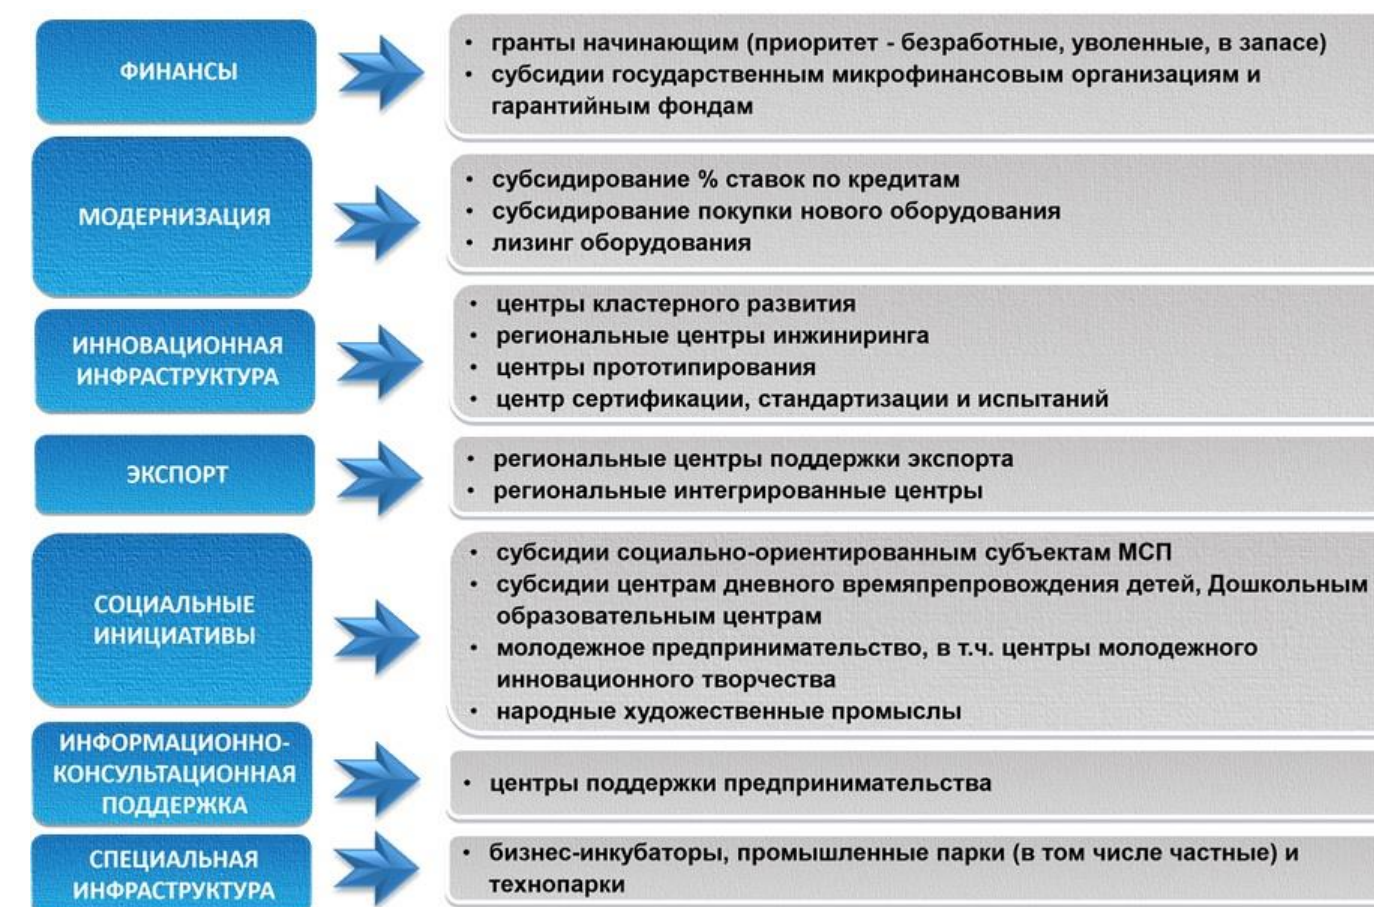 ФИНАНСЫ
• гранты начинающим (приоритет - безработные, уволенные, в запасе)
• субсидии государственным микрофинансовым организациям и
гарантийным фондам
МОДЕРНИЗАЦИЯ
• субсидирование % ставок по кредитам
• субсидирование покупки нового оборудования
• лизинг оборудования
ИННОВАЦИОННАЯ
ИНФРАСТРУКТУРА
• центры кластерного развития
• региональные центры инжиниринга
• центры прототипирования
• центр сертификации, стандартизации и испытаний
ЭКСПОРТ
• региональные центры поддержки экспорта
• региональные интегрированные центры
СОЦИАЛЬНЫЕ
ИНИЦИАТИВЫ
• субсидии социально-ориентированным субъектам МСП
• субсидии центрам дневного времяпрепровождения детей, Дошкольным
образовательным центрам
• молодежное предпринимательство, в т.ч. центры молодежного
инновационного творчества
• народные художественные промыслы
ИНФОРМАЦИОННО-
КОНСУЛЬТАЦИОННАЯ
ПОДДЕРЖКА
• центры поддержки предпринимательства
СПЕЦИАЛЬНАЯ
ИНФРАСТРУКТУРА
• бизнес-инкубаторы, промышленные парки (в том числе частные) и
технопарки